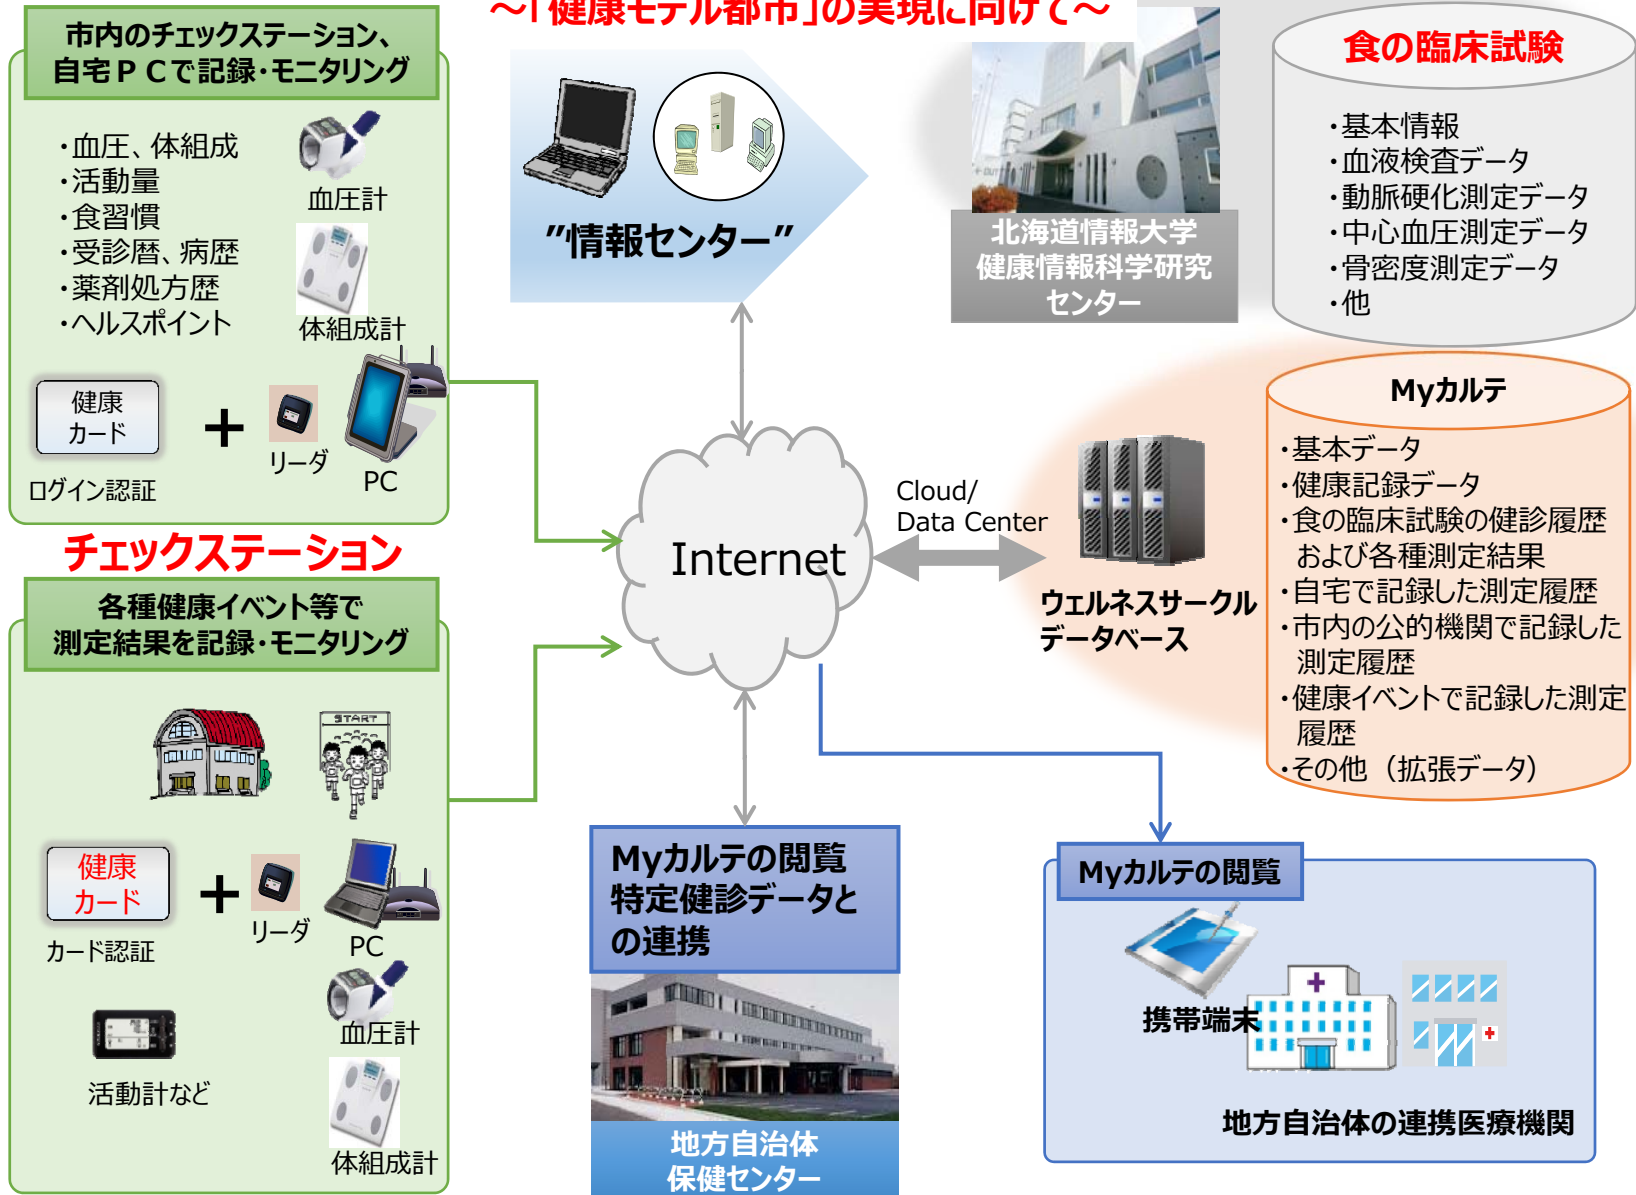 ～「健康モデル都市」の実現に向けて～
市内のチェックステーション、
自宅ＰＣで記録・モニタリング
・血圧、体組成
・活動量
・食習慣
・受診暦、病歴
・薬剤処方歴
・ヘルスポイント
血圧計
体組成計
健康
カード
+
リーダ
PC
ログイン認証
チェックステーション
各種健康イベント等で
測定結果を記録・モニタリング
START
健康
カード
+
リーダ
PC
カード認証
血圧計
活動計など
体組成計
”情報センター”
北海道情報大学
健康情報科学研究
センター
食の臨床試験
・基本情報
・血液検査データ
・動脈硬化測定データ
・中心血圧測定データ
・骨密度測定データ
・他
Internet
Cloud/
Data Center
ウェルネスサークル
データベース
Myカルテ
・基本データ
・健康記録データ
・食の臨床試験の健診履歴
および各種測定結果
・自宅で記録した測定履歴
・市内の公的機関で記録した
測定履歴
・健康イベントで記録した測定
履歴
・その他（拡張データ）
Myカルテの閲覧
特定健診データと
の連携
地方自治体
保健センター
Myカルテの閲覧
携帯端末
地方自治体の連携医療機関